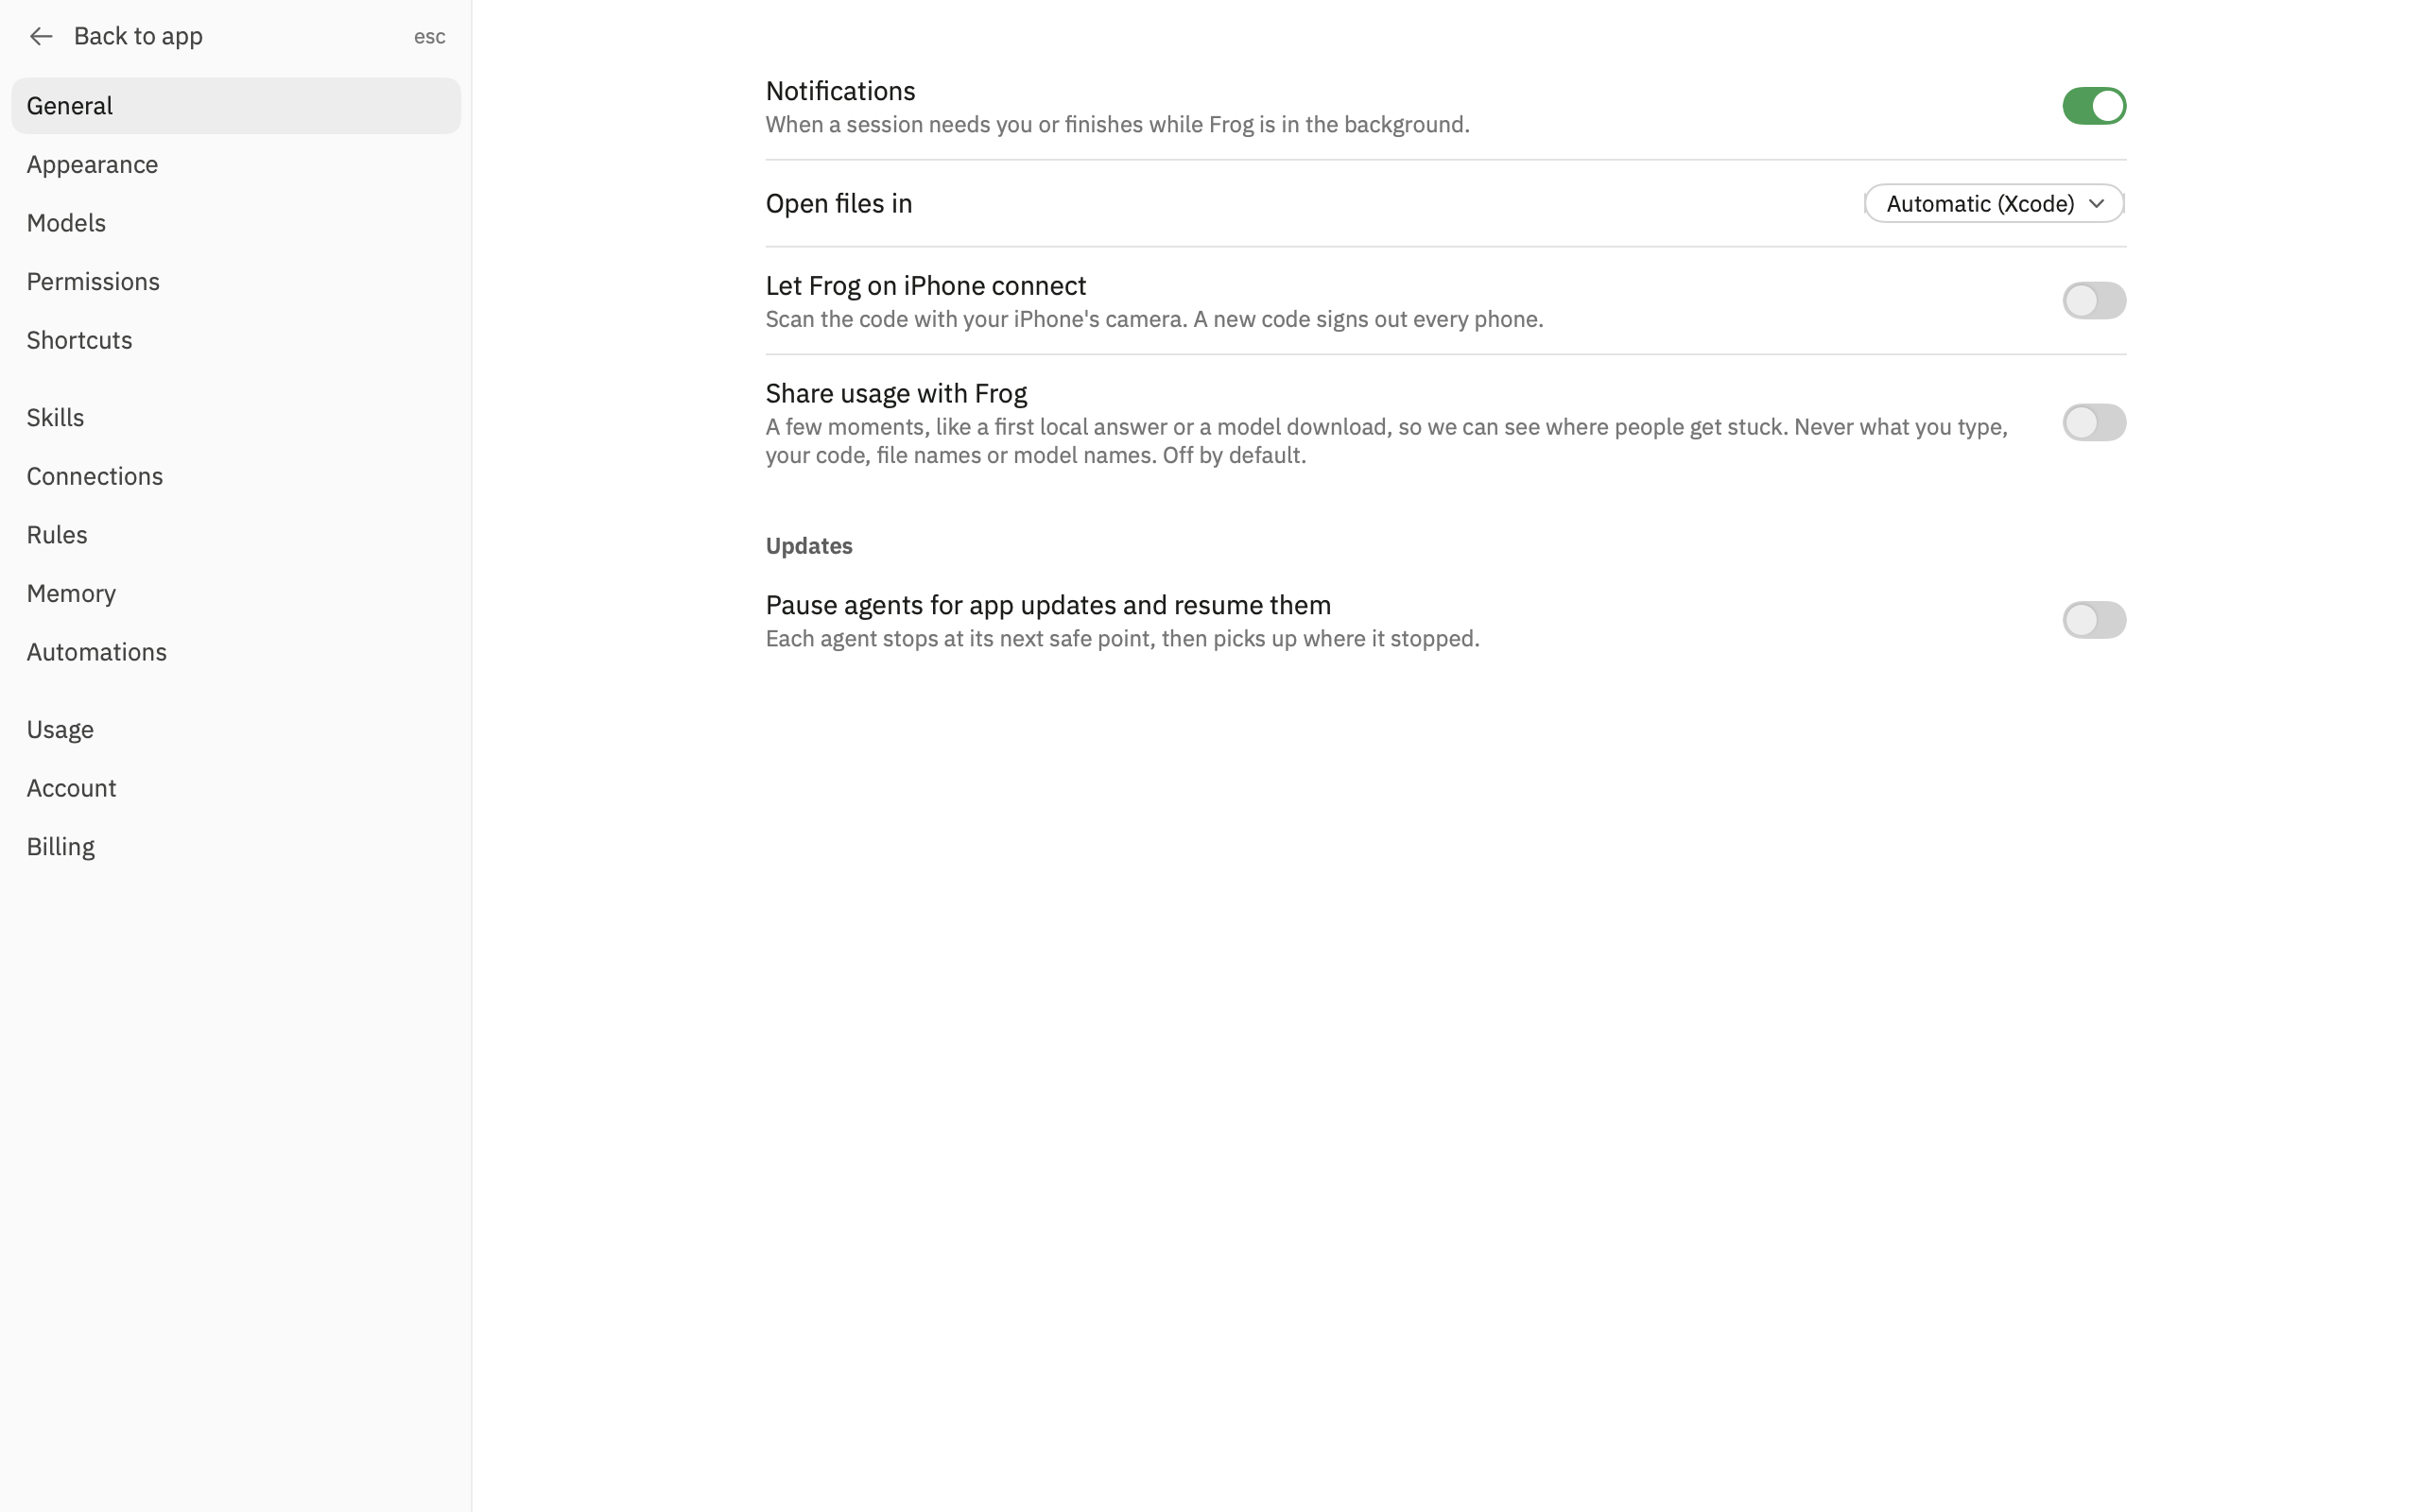 Back to app
esc
General
Appearance
Models
Permissions
Shortcuts
Skills
Connections
Rules
Memory
Automations
Usage
Account
Billing
Notifications
When a session needs you or finishes while Frog is in the background.
Open files in
Automatic (Xcode)
Let Frog on iPhone connect
Scan the code with your iPhone's camera. A new code signs out every phone.
Share usage with Frog
A few moments, like a first local answer or a model download, so we can see where people get stuck. Never what you type,
your code, file names or model names. Off by default.
Updates
Pause agents for app updates and resume them
Each agent stops at its next safe point, then picks up where it stopped.